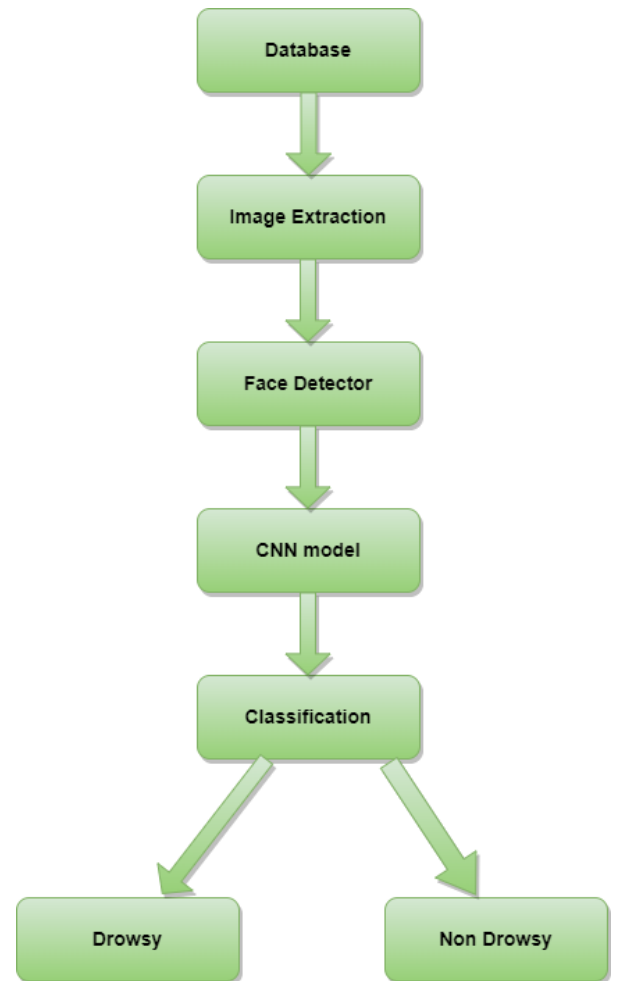 Database
Image Extraction
Face Detector
CNN model
Classification
Drowsy
Non Drowsy